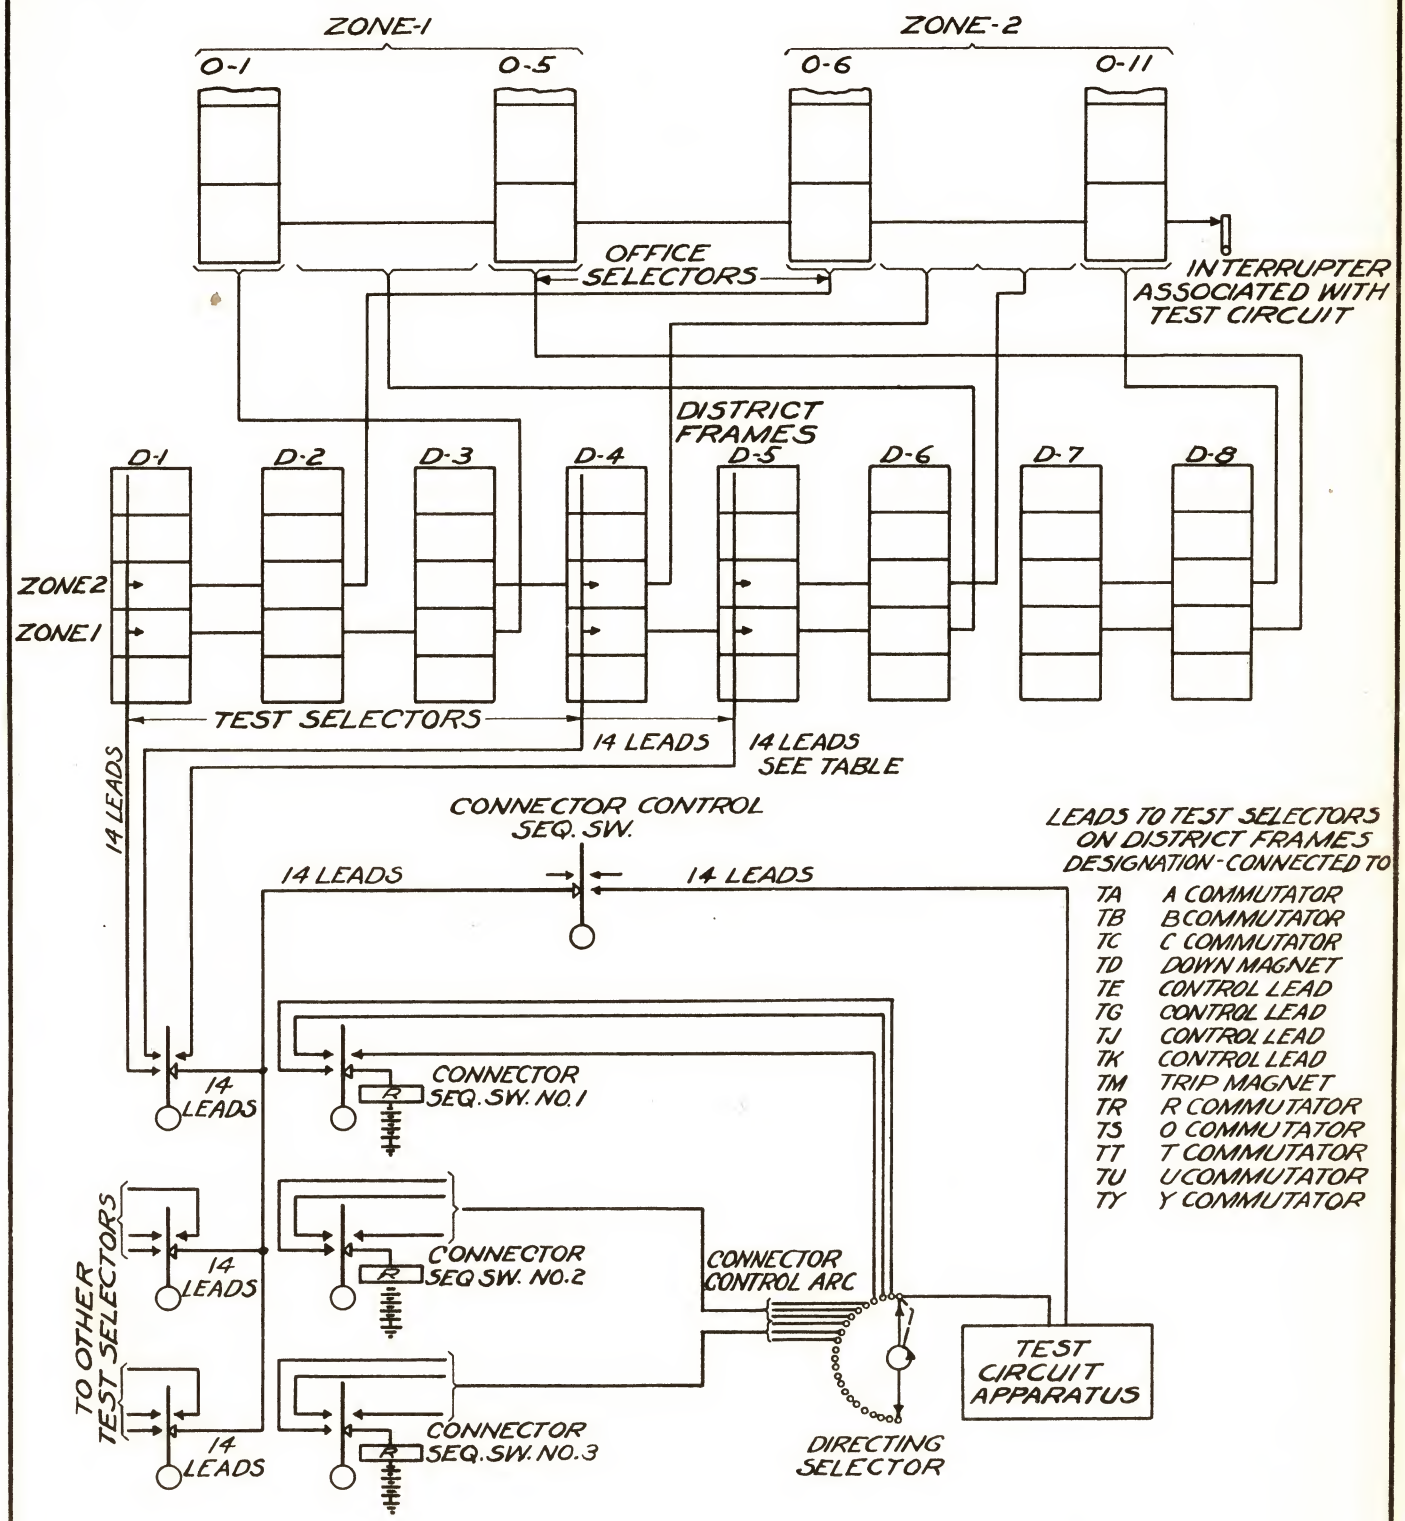 ZONE-1
ZONE-2
O-1
O-5
O-6
O-11
OFFICE
SELECTORS
INTERRUPTER
ASSOCIATED WITH
TEST CIRCUIT
DISTRICT
FRAMES
D-1
D-2
D-3
D-4
D-5
D-6
D-7
D-8
ZONE2
ZONE1
TEST SELECTORS
14 LEADS
14 LEADS
14 LEADS
SEE TABLE
CONNECTOR CONTROL
SEQ. SW.
14 LEADS
14 LEADS
LEADS TO TEST SELECTORS
ON DISTRICT FRAMES
DESIGNATION-CONNECTED TO
TA A COMMUTATOR
TB B COMMUTATOR
TC C COMMUTATOR
TD DOWN MAGNET
TE CONTROL LEAD
TG CONTROL LEAD
TJ CONTROL LEAD
TK CONTROL LEAD
TM TRIP MAGNET
TR R COMMUTATOR
TS O COMMUTATOR
TT T COMMUTATOR
TU U COMMUTATOR
TY Y COMMUTATOR
14
LEADS
R
CONNECTOR
SEQ. SW. NO. 1
TO OTHER
TEST SELECTORS
14
LEADS
R
CONNECTOR
SEQ SW. NO. 2
CONNECTOR
CONTROL ARC
14
LEADS
R
CONNECTOR
SEQ. SW. NO. 3
DIRECTING
SELECTOR
TEST
CIRCUIT
APPARATUS